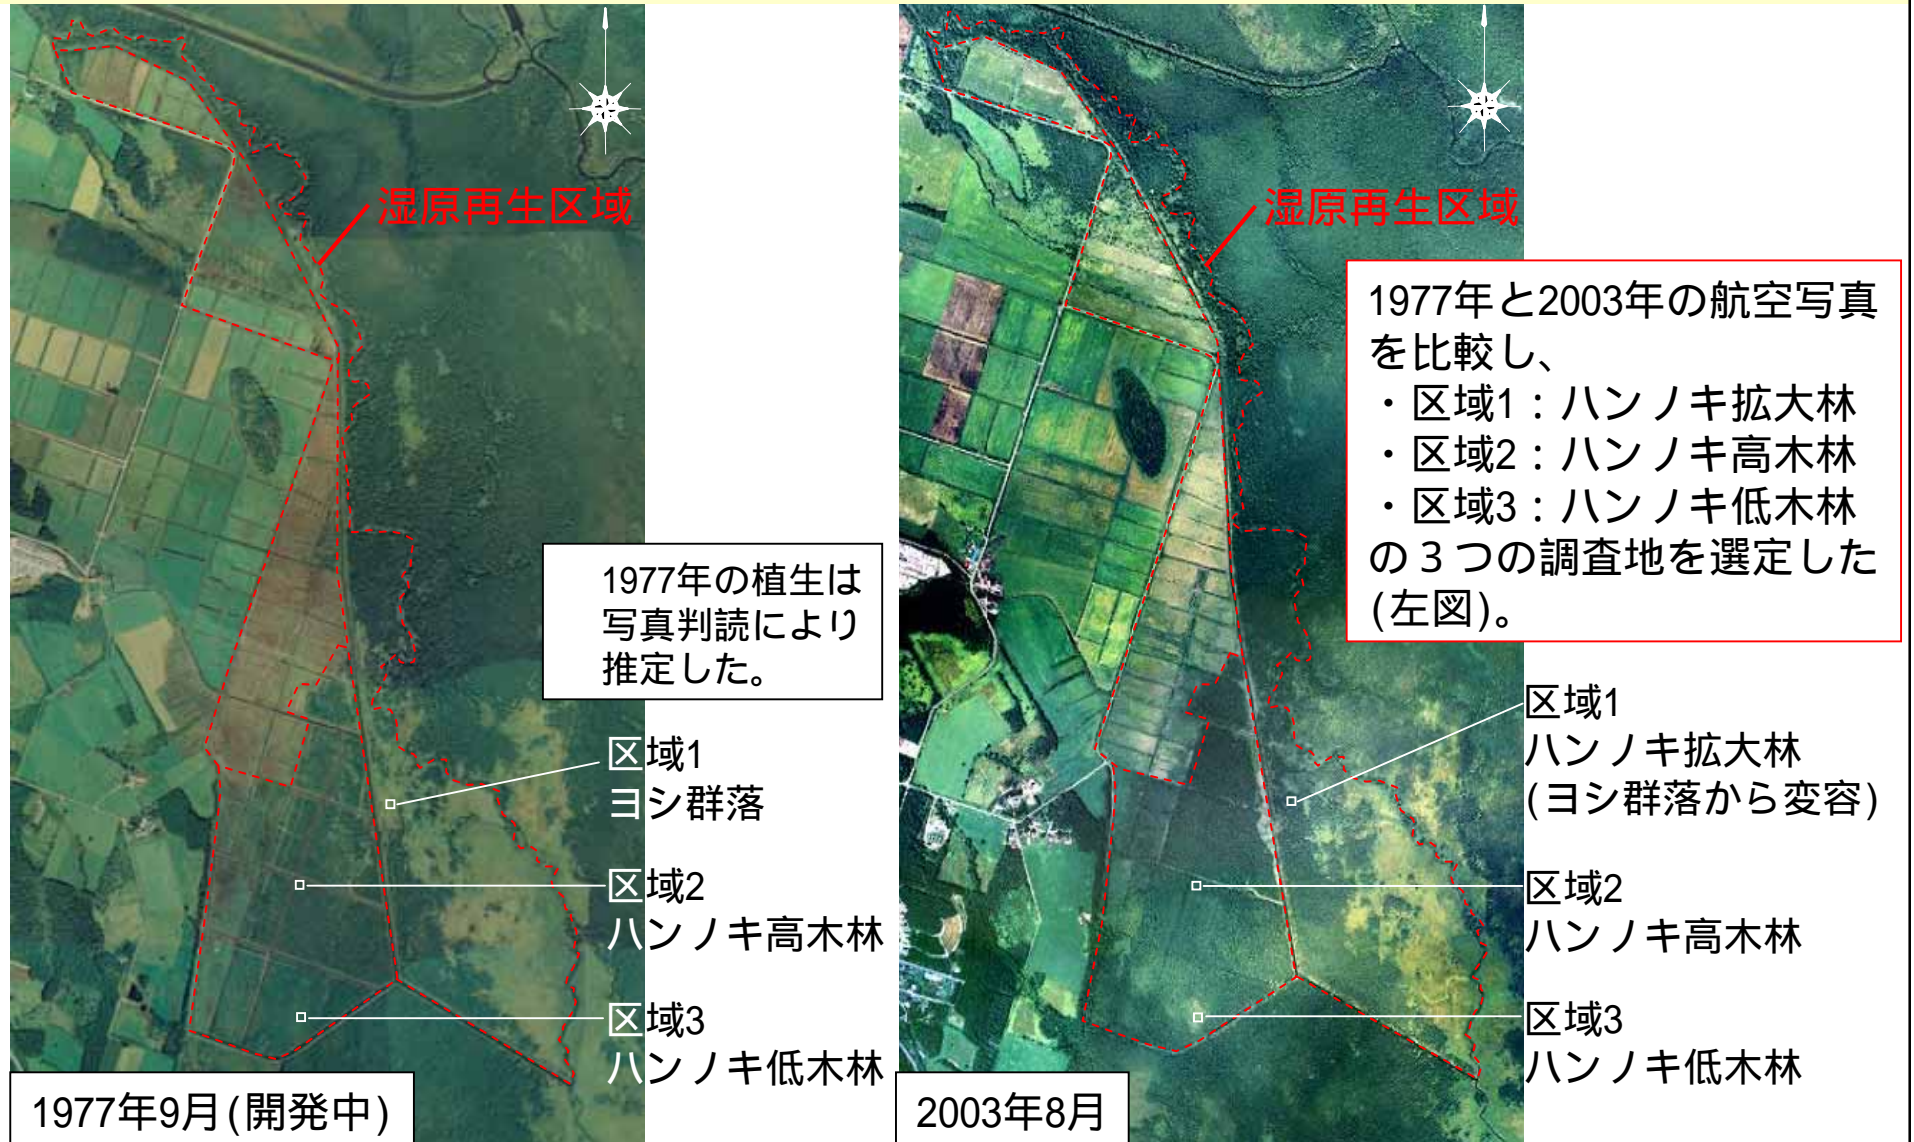 湿原再生区域
1977年の植生は
写真判読により
推定した。
区域1
ヨシ群落
区域2
ハンノキ高木林
区域3
ハンノキ低木林
1977年9月(開発中)
湿原再生区域
1977年と2003年の航空写真
を比較し、
・区域1：ハンノキ拡大林
・区域2：ハンノキ高木林
・区域3：ハンノキ低木林
の３つの調査地を選定した
(左図)。
区域1
ハンノキ拡大林
(ヨシ群落から変容)
区域2
ハンノキ高木林
区域3
ハンノキ低木林
2003年8月